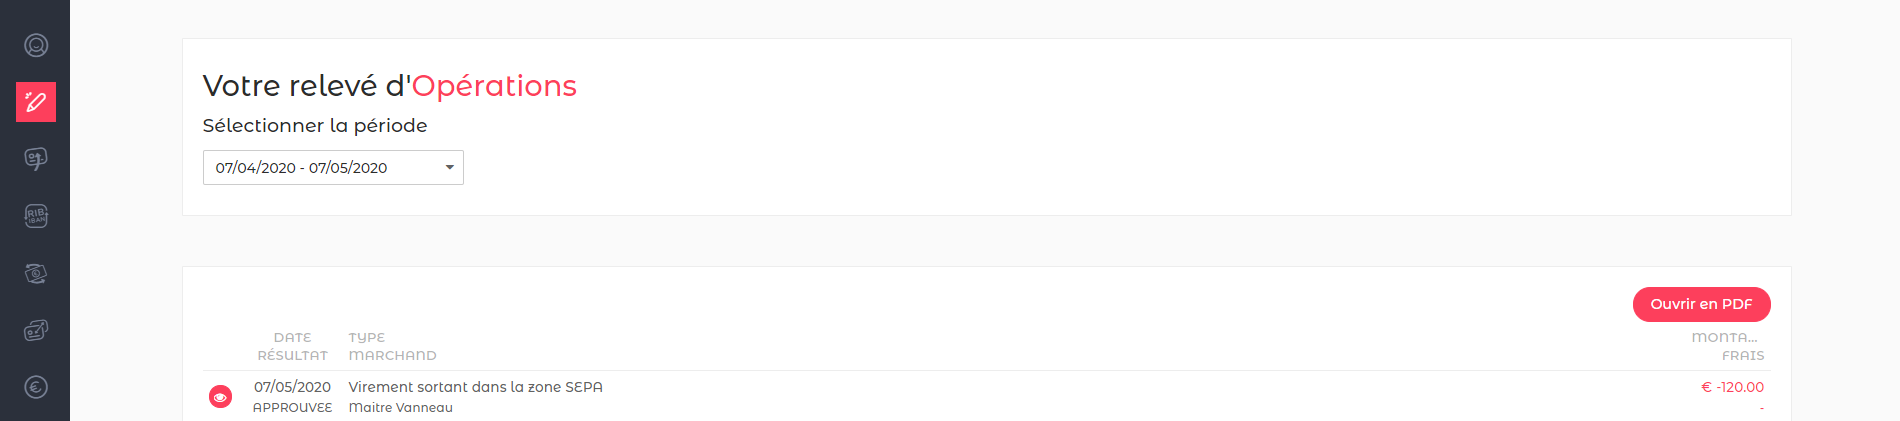 Votre relevé d'Opérations
Sélectionner la période
07/04/2020 - 07/05/2020
RIB
IBAN
Ouvrir en PDF
DATE TYPE MONTA...
RÉSULTAT MARCHAND FRAIS
07/05/2020 Virement sortant dans la zone SEPA € -120.00
APPROUVEE Maitre Vanneau -